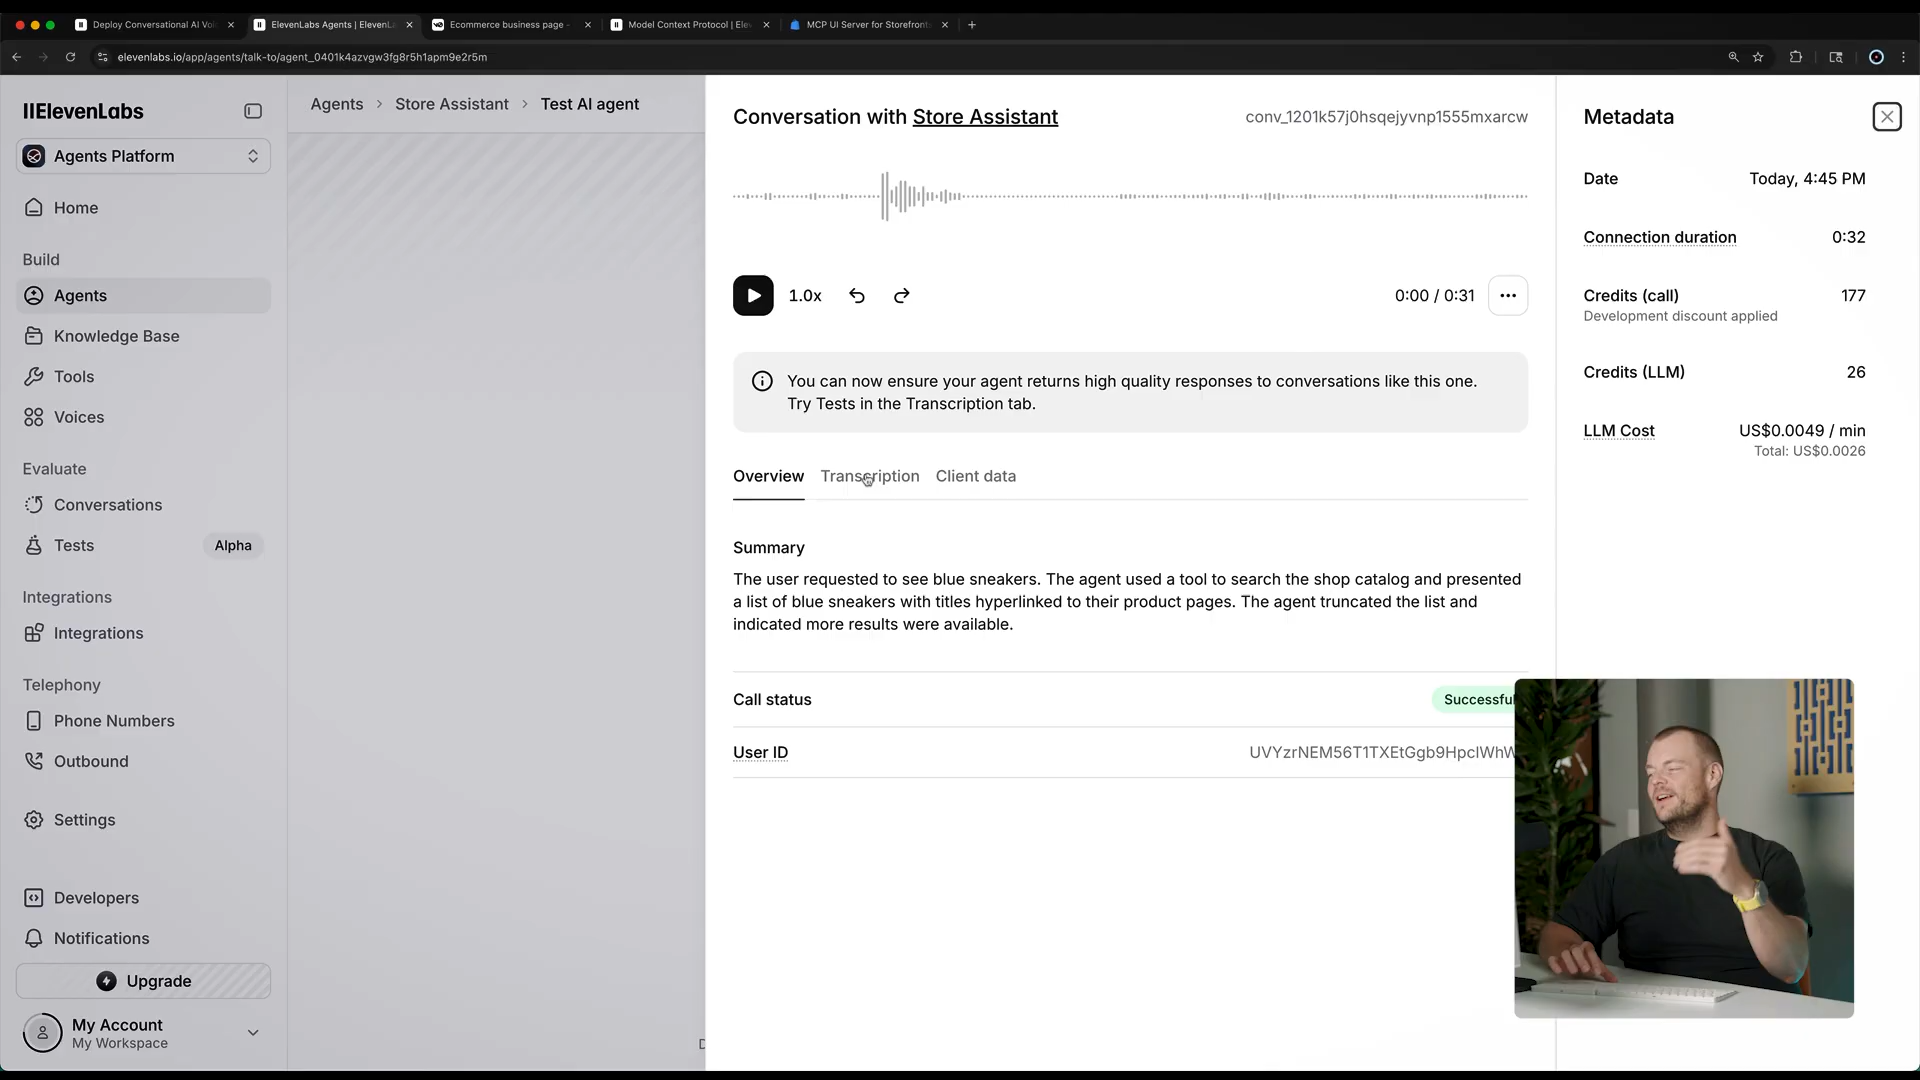 Deploy Conversational AI Voi
ElevenLabs Agents | ElevenLa
Ecommerce business page -
Model Context Protocol | Ele
MCP UI Server for Storefront
elevenlabs.io/app/agents/talk-to/agent_0401k4azvgw3fg8r5h1apm9e2r5m
IIElevenLabs
Agents Platform
Home
Build
Agents
Knowledge Base
Tools
Voices
Evaluate
Conversations
Tests
Alpha
Integrations
Integrations
Telephony
Phone Numbers
Outbound
Settings
Developers
Notifications
Upgrade
My Account
My Workspace
Agents > Store Assistant > Test AI agent
Conversation with Store Assistant
conv_1201k57j0hsqejyvnp1555mxarcw
1.0x
0:00 / 0:31
You can now ensure your agent returns high quality responses to conversations like this one.
Try Tests in the Transcription tab.
Overview
Transcription
Client data
Summary
The user requested to see blue sneakers. The agent used a tool to search the shop catalog and presented
a list of blue sneakers with titles hyperlinked to their product pages. The agent truncated the list and
indicated more results were available.
Call status
Successful
User ID
UVYzrNEM56T1TXEtGgb9HpclWhW
Metadata
Date
Today, 4:45 PM
Connection duration
0:32
Credits (call)
177
Development discount applied
Credits (LLM)
26
LLM Cost
US$0.0049 / min
Total: US$0.0026